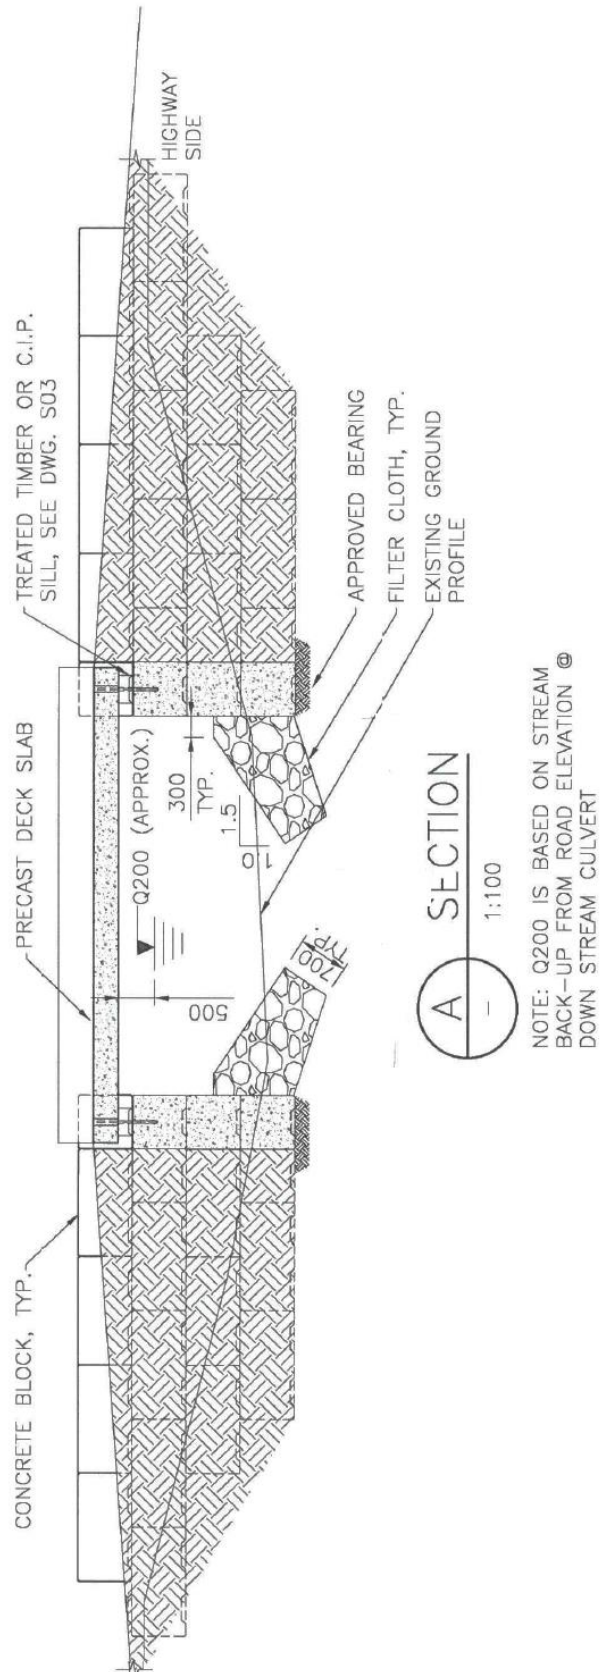 CONCRETE BLOCK, TYP.
PRECAST DECK SLAB
TREATED TIMBER OR C.I.P.
SILL, SEE DWG. S03
HIGHWAY
SIDE
Q200 (APPROX.)
500
300
TYP.
1.5
1.0
1700
TYP.
APPROVED BEARING
FILTER CLOTH, TYP.
EXISTING GROUND
PROFILE
A
-
SECTION
1:100
NOTE: Q200 IS BASED ON STREAM
BACK-UP FROM ROAD ELEVATION @
DOWN STREAM CULVERT